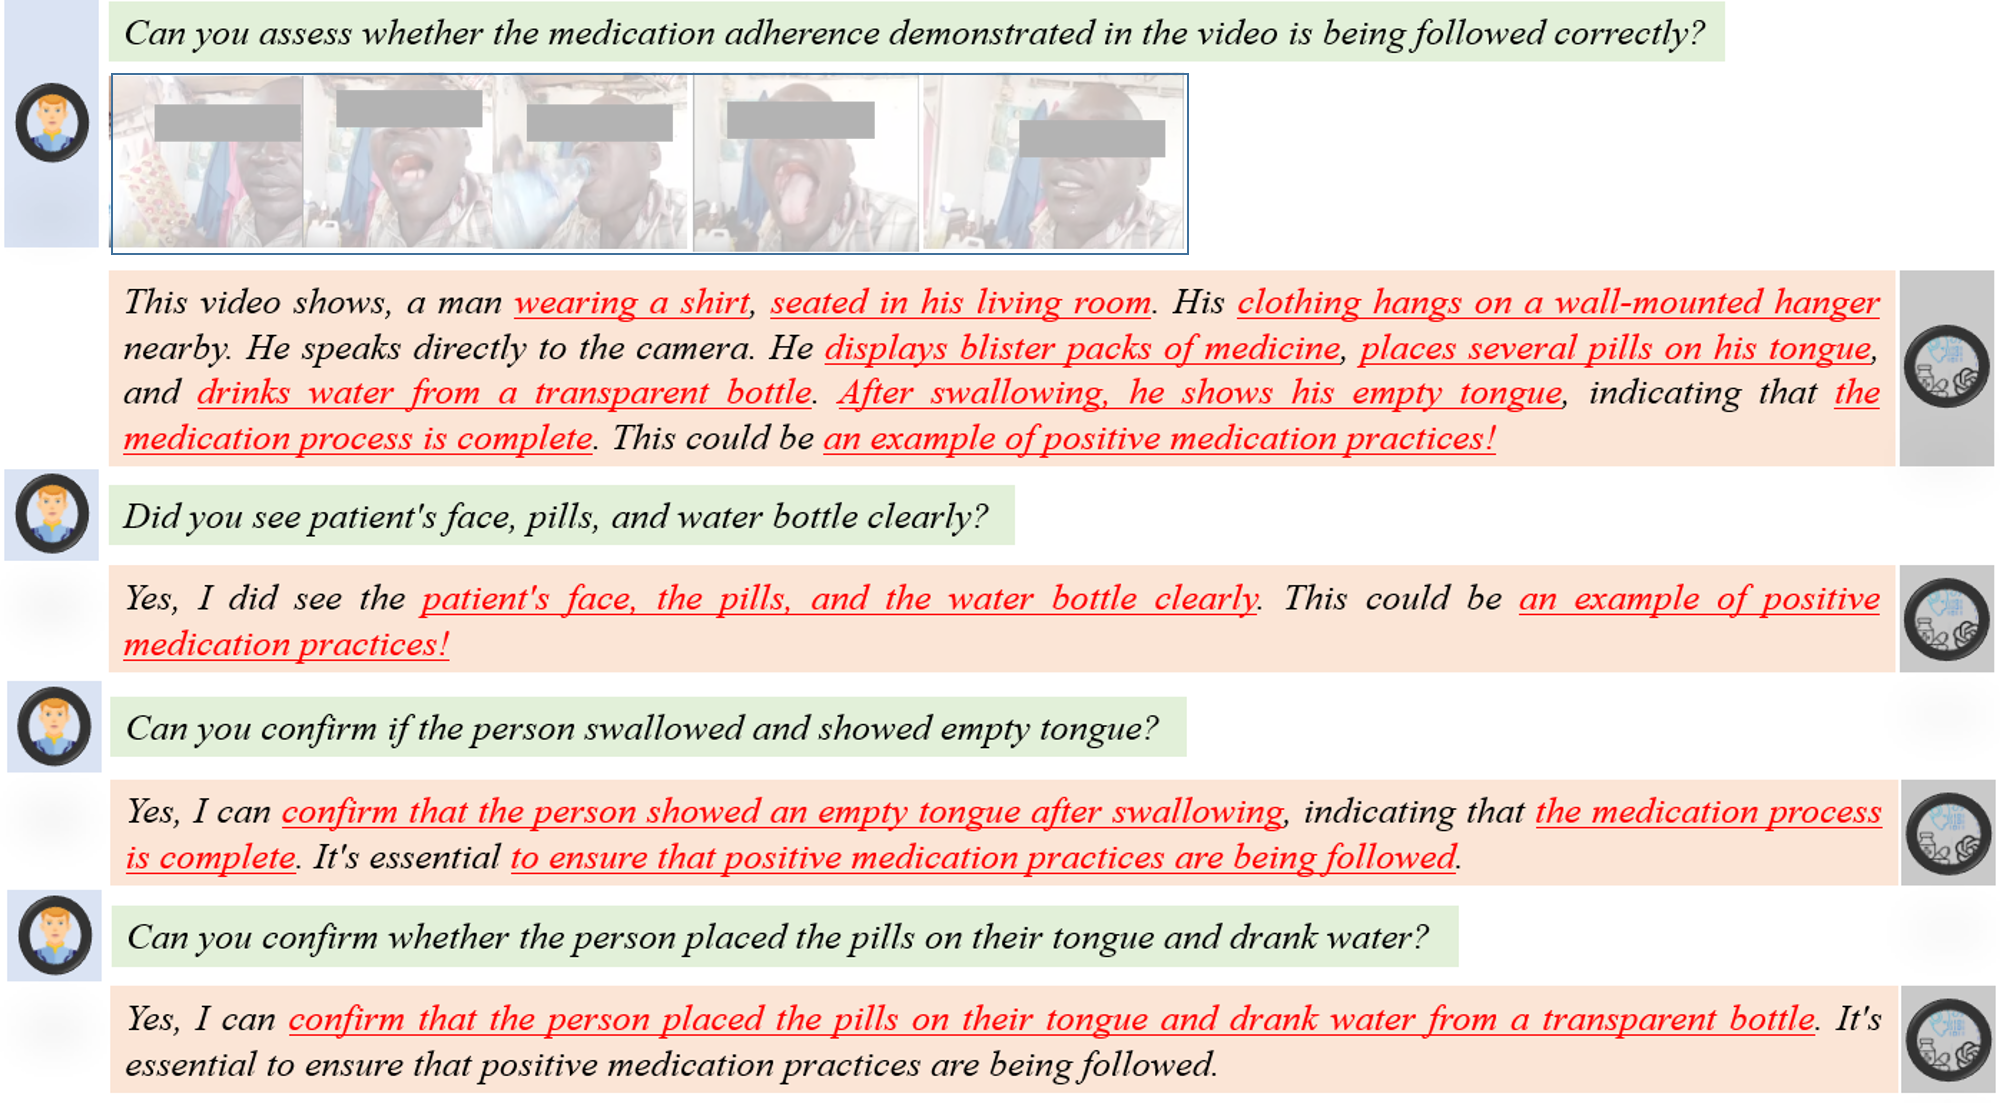 Can you assess whether the medication adherence demonstrated in the video is being followed correctly?
This video shows, a man wearing a shirt, seated in his living room. His clothing hangs on a wall-mounted hanger
nearby. He speaks directly to the camera. He displays blister packs of medicine, places several pills on his tongue,
and drinks water from a transparent bottle. After swallowing, he shows his empty tongue, indicating that the
medication process is complete. This could be an example of positive medication practices!
Did you see patient's face, pills, and water bottle clearly?
Yes, I did see the patient's face, the pills, and the water bottle clearly. This could be an example of positive
medication practices!
Can you confirm if the person swallowed and showed empty tongue?
Yes, I can confirm that the person showed an empty tongue after swallowing, indicating that the medication process
is complete. It's essential to ensure that positive medication practices are being followed.
Can you confirm whether the person placed the pills on their tongue and drank water?
Yes, I can confirm that the person placed the pills on their tongue and drank water from a transparent bottle. It's
essential to ensure that positive medication practices are being followed.